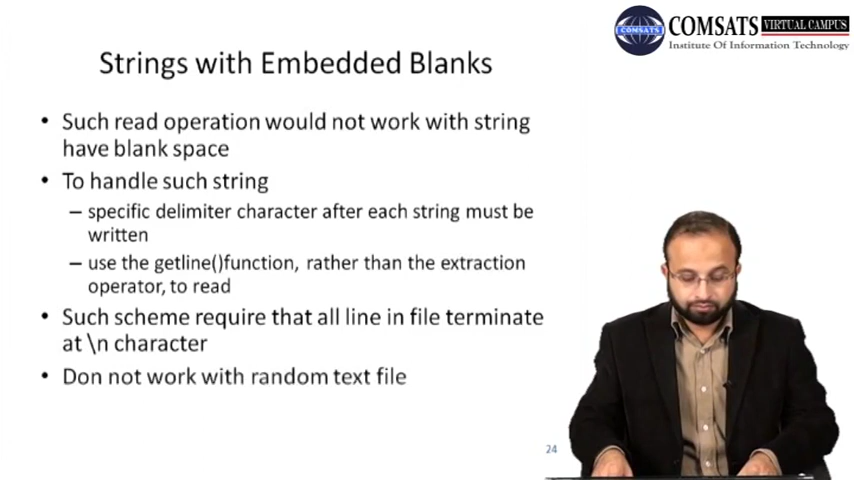 COMSATS
COMSATS VIRTUAL CAMPUS
Institute Of Information Technology
Strings with Embedded Blanks
• Such read operation would not work with string
have blank space
• To handle such string
– specific delimiter character after each string must be
written
– use the getline()function, rather than the extraction
operator, to read
• Such scheme require that all line in file terminate
at \n character
• Don not work with random text file
24